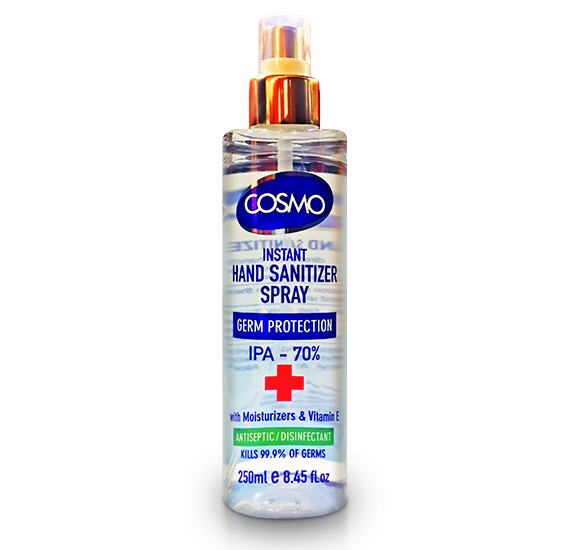 COSMO
INSTANT
HAND SANITIZER
SPRAY
GERM PROTECTION
IPA - 70%
with Moisturizers & Vitamin E
ANTISEPTIC/DISINFECTANT
KILLS 99.9% OF GERMS
250ml e 8.45 fl.oz